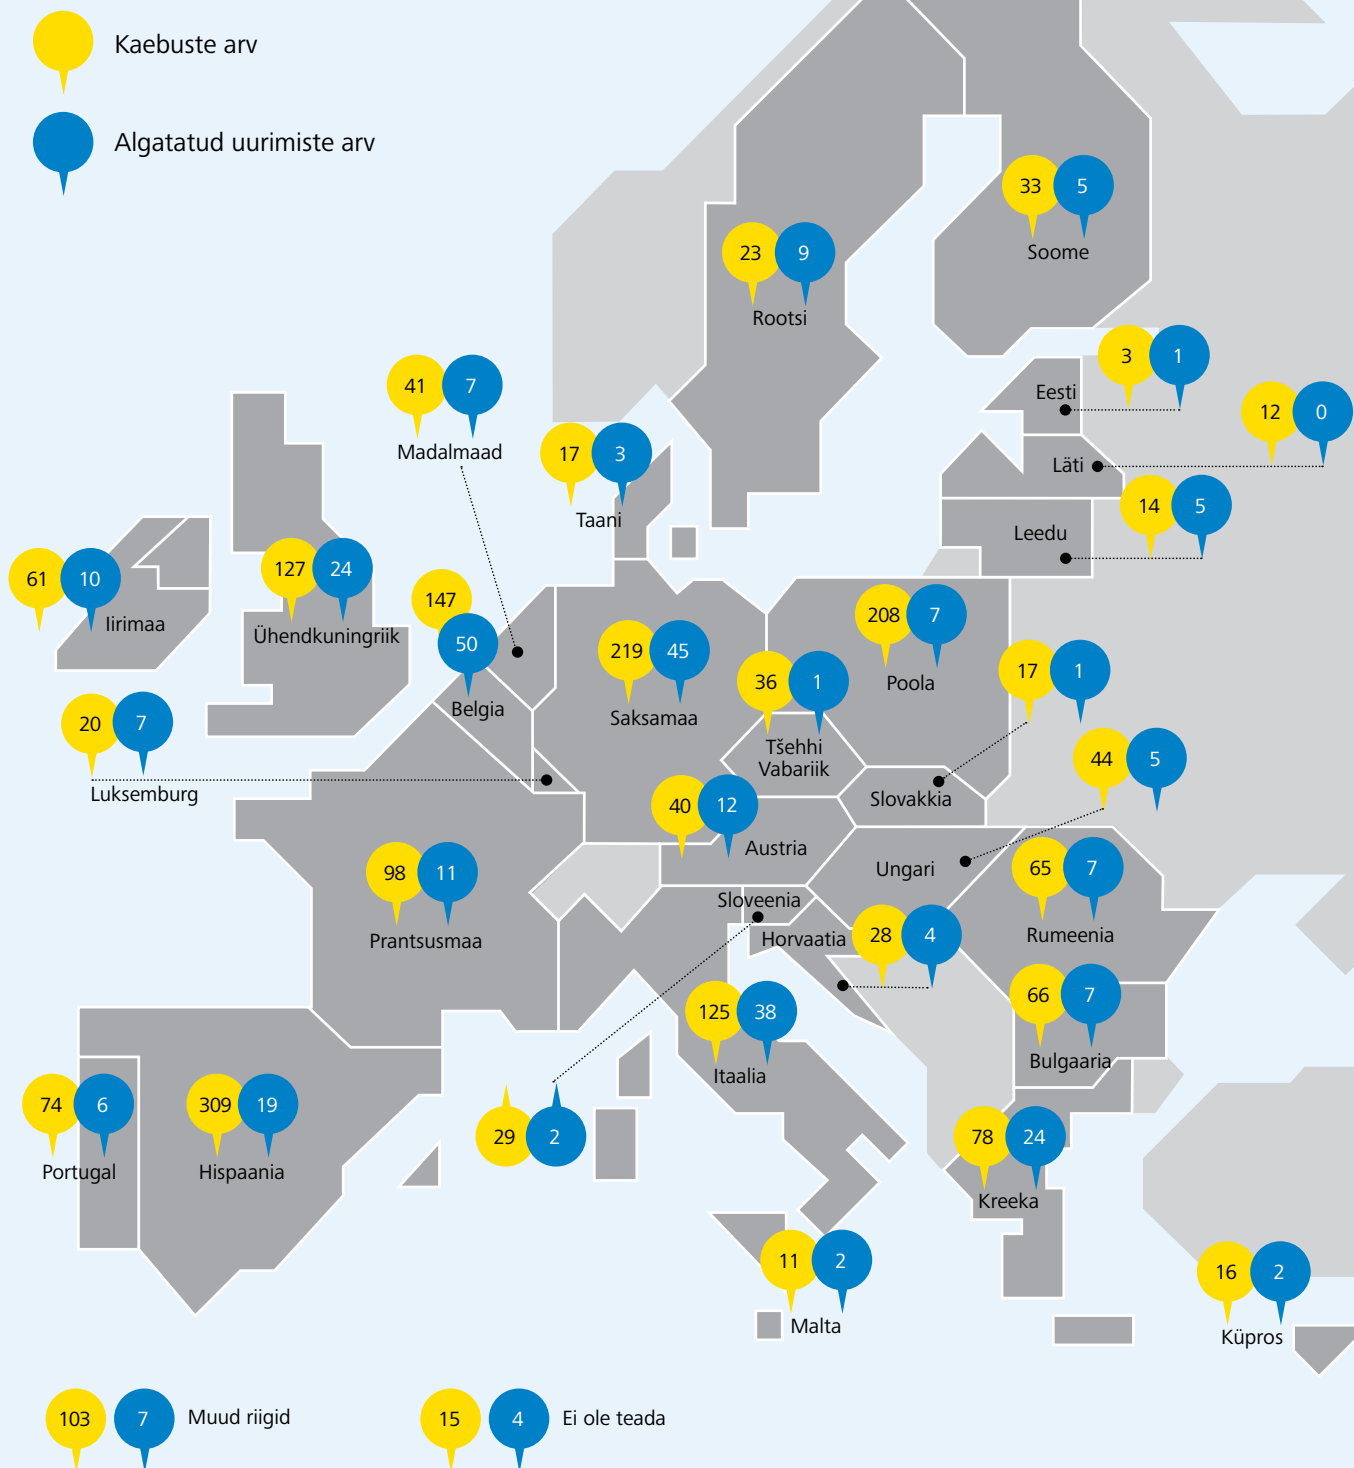 Kaebuste arv
Algatatud uurimiste arv
33 5
Soome
23 9
Rootsi
3 1
Eesti
41 7
Madalmaad
12 0
Läti
17 3
Taani
14 5
Leedu
61 10
Iirimaa
127 24
Ühendkuningriik
147
50
Belgia
219 45
Saksamaa
208 7
Poola
36 1
Tšehhi
Vabariik
17 1
Slovakkia
20 7
Luksemburg
44 5
Ungari
40 12
Austria
98 11
Prantsusmaa
65 7
Rumeenia
Sloveenia
Horvaatia
28 4
66 7
Bulgaaria
125 38
Itaalia
74 6
Portugal
309 19
Hispaania
29 2
78 24
Kreeka
11 2
Malta
16 2
Küpros
103 7 Muud riigid
15 4 Ei ole teada